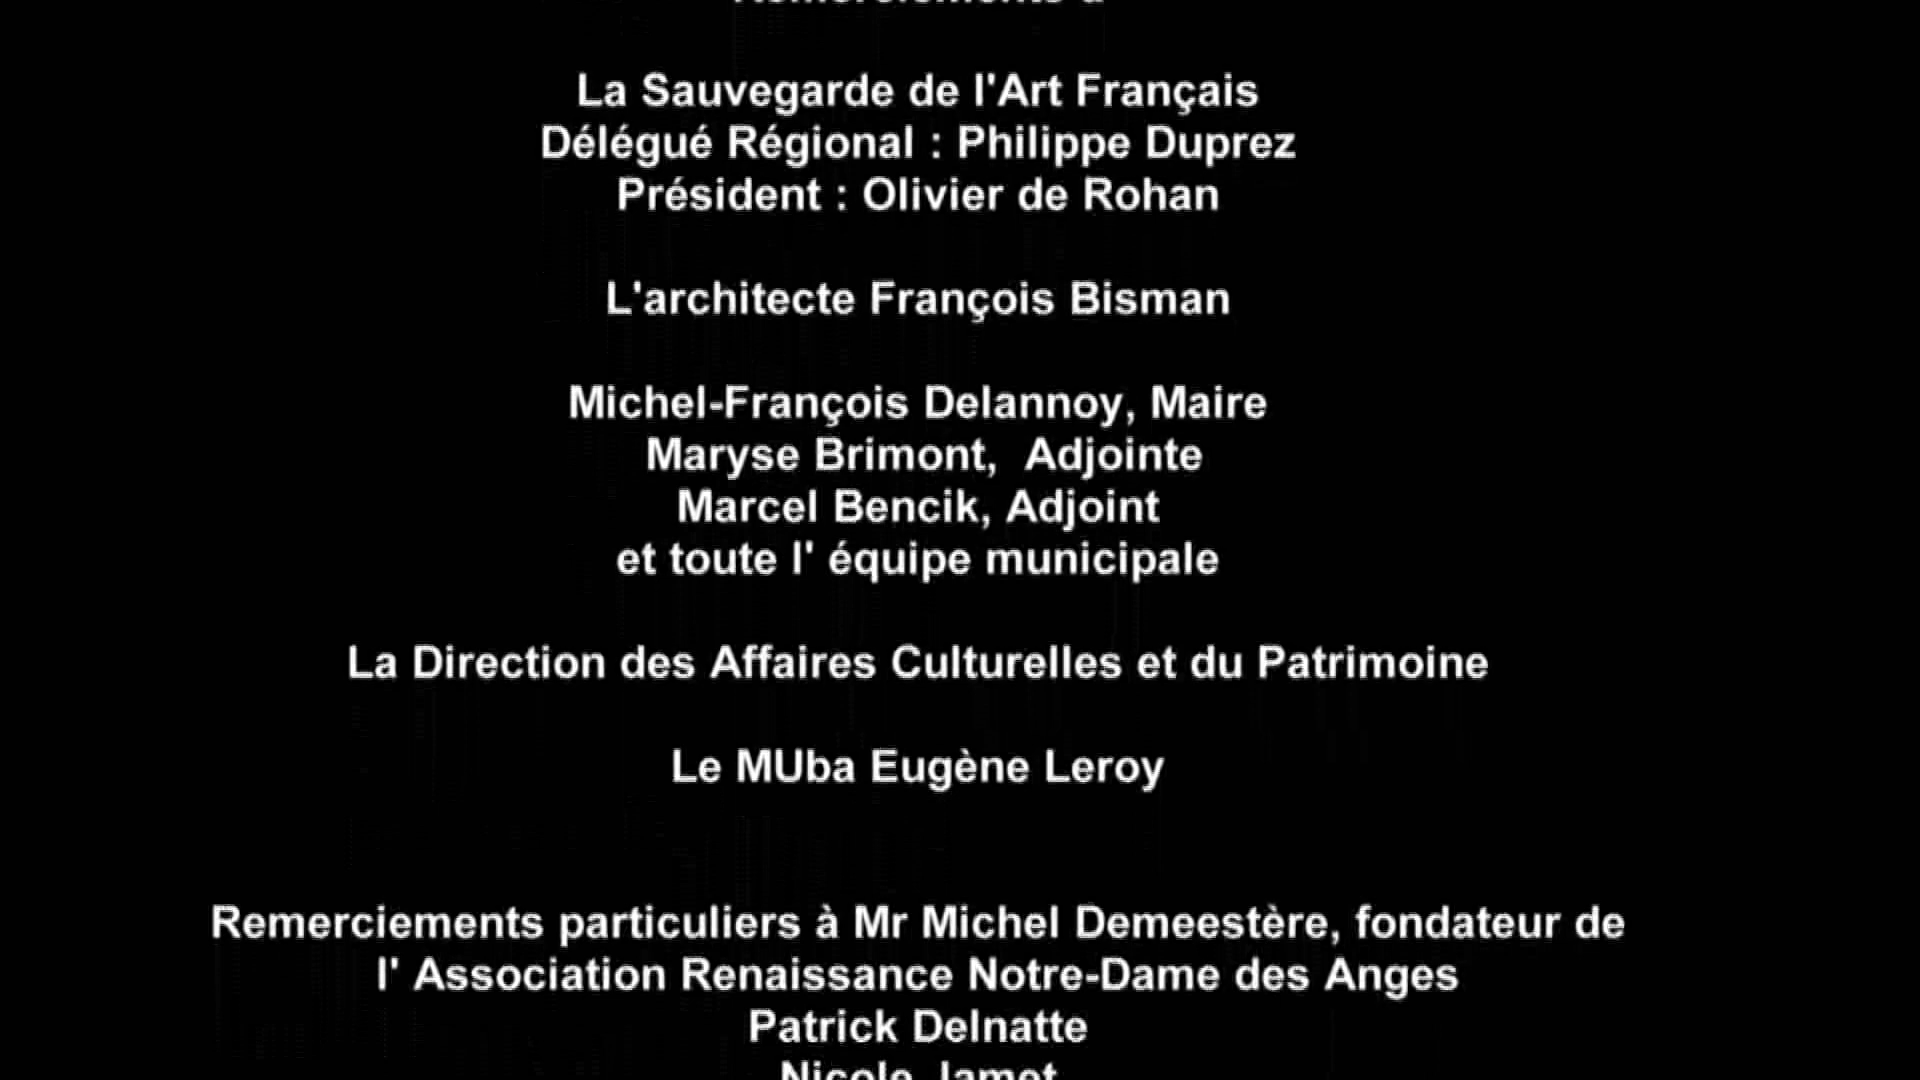 Remerciements à
La Sauvegarde de l'Art Français
Délégué Régional : Philippe Duprez
Président : Olivier de Rohan
L'architecte François Bisman
Michel-François Delannoy, Maire
Maryse Brimont,  Adjointe
Marcel Bencik, Adjoint
et toute l' équipe municipale
La Direction des Affaires Culturelles et du Patrimoine
Le MUba Eugène Leroy
Remerciements particuliers à Mr Michel Demeestère, fondateur de
l' Association Renaissance Notre-Dame des Anges
Patrick Delnatte
Nicole Jamet